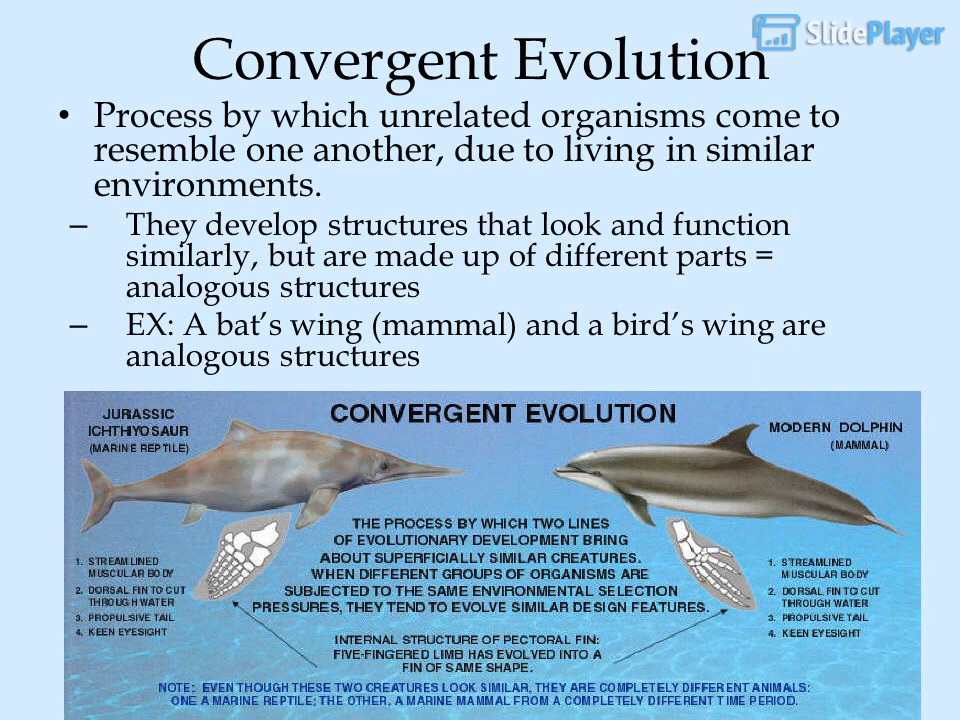 SlidePlayer
Convergent Evolution
• Process by which unrelated organisms come to
resemble one another, due to living in similar
environments.
– They develop structures that look and function
similarly, but are made up of different parts =
analogous structures
– EX: A bat’s wing (mammal) and a bird’s wing are
analogous structures
CONVERGENT EVOLUTION
JURASSIC
ICHTHYOSAUR
(MARINE REPTILE)
MODERN DOLPHIN
(MAMMAL)
THE PROCESS BY WHICH TWO LINES
OF EVOLUTIONARY DEVELOPMENT BRING
ABOUT SUPERFICIALLY SIMILAR CREATURES.
WHEN DIFFERENT GROUPS OF ORGANISMS ARE
SUBJECTED TO THE SAME ENVIRONMENTAL SELECTION
PRESSURES, THEY TEND TO EVOLVE SIMILAR DESIGN FEATURES.
1. STREAMLINED
MUSCULAR BODY
2. DORSAL FIN TO CUT
THROUGH WATER
3. PROPULSIVE TAIL
4. KEEN EYESIGHT
1. STREAMLINED
MUSCULAR BODY
2. DORSAL FIN TO CUT
THROUGH WATER
3. PROPULSIVE TAIL
4. KEEN EYESIGHT
INTERNAL STRUCTURE OF PECTORAL FIN:
FIVE-FINGERED LIMB HAS EVOLVED INTO A
FIN OF SAME SHAPE.
NOTE: EVEN THOUGH THESE TWO CREATURES LOOK SIMILAR, THEY ARE COMPLETELY DIFFERENT ANIMALS:
ONE A MARINE REPTILE; THE OTHER, A MARINE MAMMAL FROM A COMPLETELY DIFFERENT TIME PERIOD.